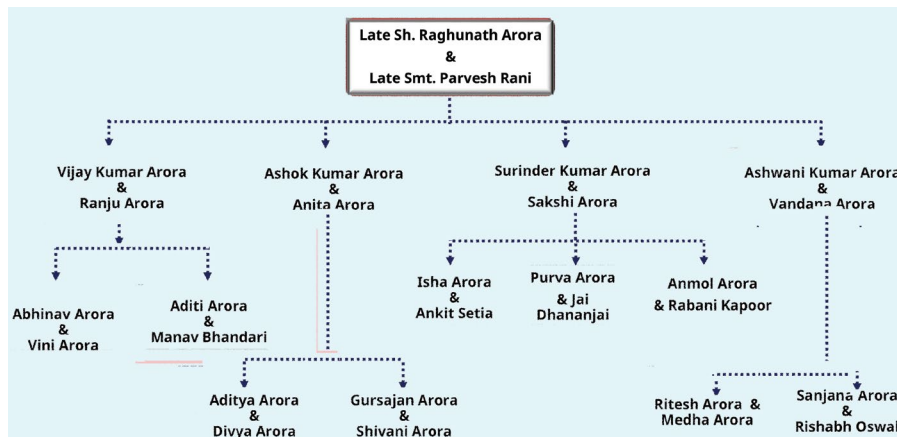 Late Sh. Raghunath Arora
&
Late Smt. Parvesh Rani
Vijay Kumar Arora
&
Ranju Arora
Ashok Kumar Arora
&
Anita Arora
Surinder Kumar Arora
&
Sakshi Arora
Ashwani Kumar Arora
&
Vandana Arora
Abhinav Arora
&
Vini Arora
Aditi Arora
&
Manav Bhandari
Isha Arora
&
Ankit Setia
Purva Arora
& Jai
Dhananjai
Anmol Arora
& Rabani Kapoor
Aditya Arora
&
Divya Arora
Gursajan Arora
&
Shivani Arora
Ritesh Arora &
Medha Arora
Sanjana Arora
&
Rishabh Oswal